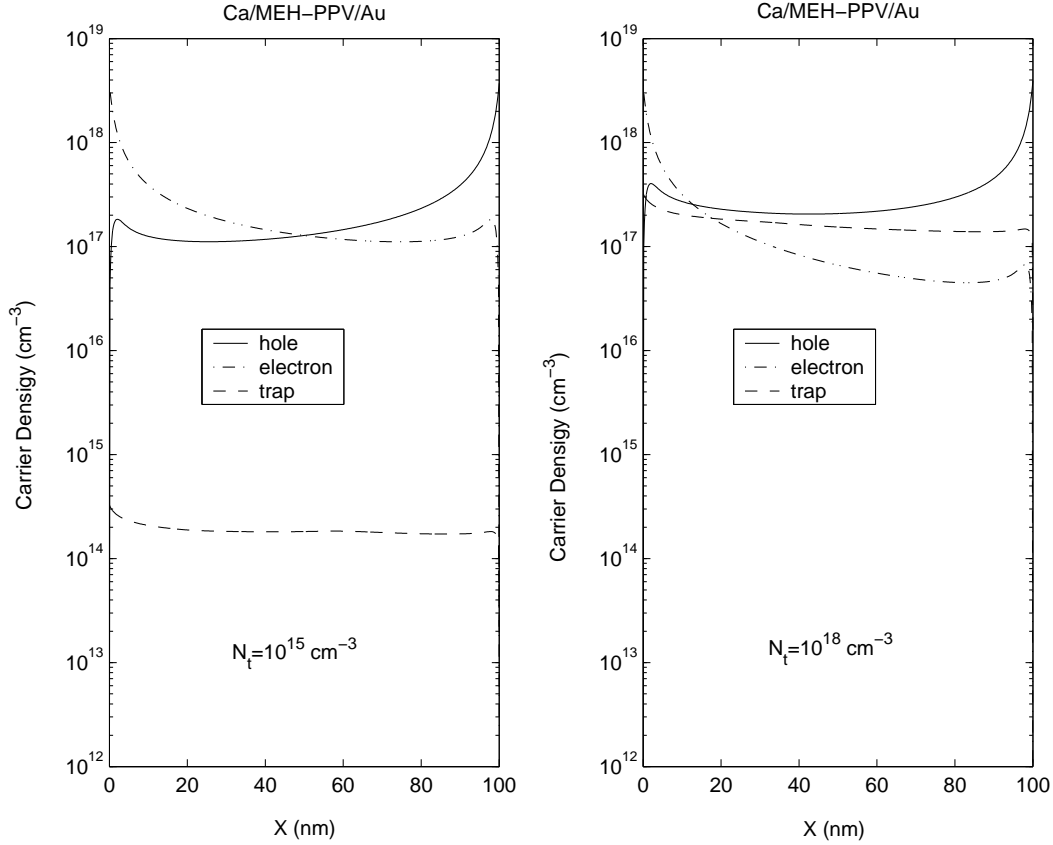 Ca/MEH−PPV/Au
10^19
10^18
10^17
10^16
10^15
10^14
10^13
10^12
Carrier Densigy (cm−3)
hole
electron
trap
N_t=10^15 cm−3
0 20 40 60 80 100
X (nm)
Ca/MEH−PPV/Au
10^19
10^18
10^17
10^16
10^15
10^14
10^13
10^12
Carrier Densigy (cm−3)
hole
electron
trap
N_t=10^18 cm−3
0 20 40 60 80 100
X (nm)